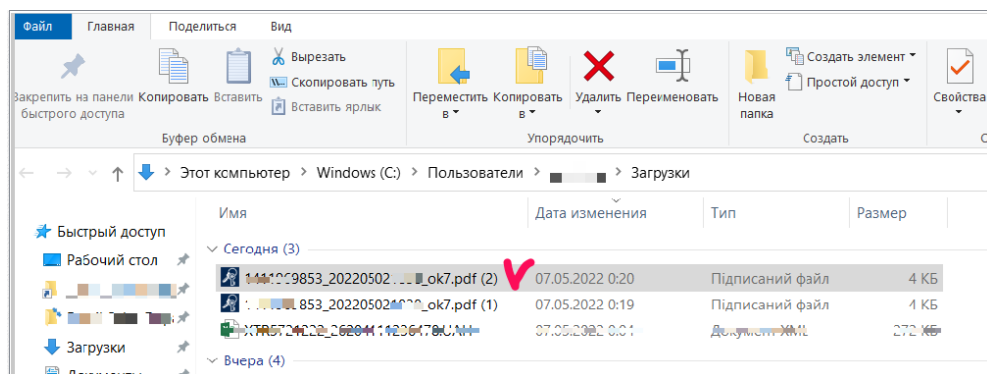 Файл Главная Поделиться Вид
Закрепить на панели быстрого доступа
Копировать
Вставить
Вырезать
Скопировать путь
Вставить ярлык
Буфер обмена
Переместить в
Копировать в
Удалить
Переименовать
Упорядочить
Новая папка
Создать элемент
Простой доступ
Создать
Свойства
Этот компьютер > Windows (C:) > Пользователи > > Загрузки
Быстрый доступ
Рабочий стол
Загрузки
Документы
Имя Дата изменения Тип Размер
Сегодня (3)
_ok7.pdf (2) 07.05.2022 0:20 Підписаний файл 4 КБ
_ok7.pdf (1) 07.05.2022 0:19 Підписаний файл 4 КБ
Вчера (4)